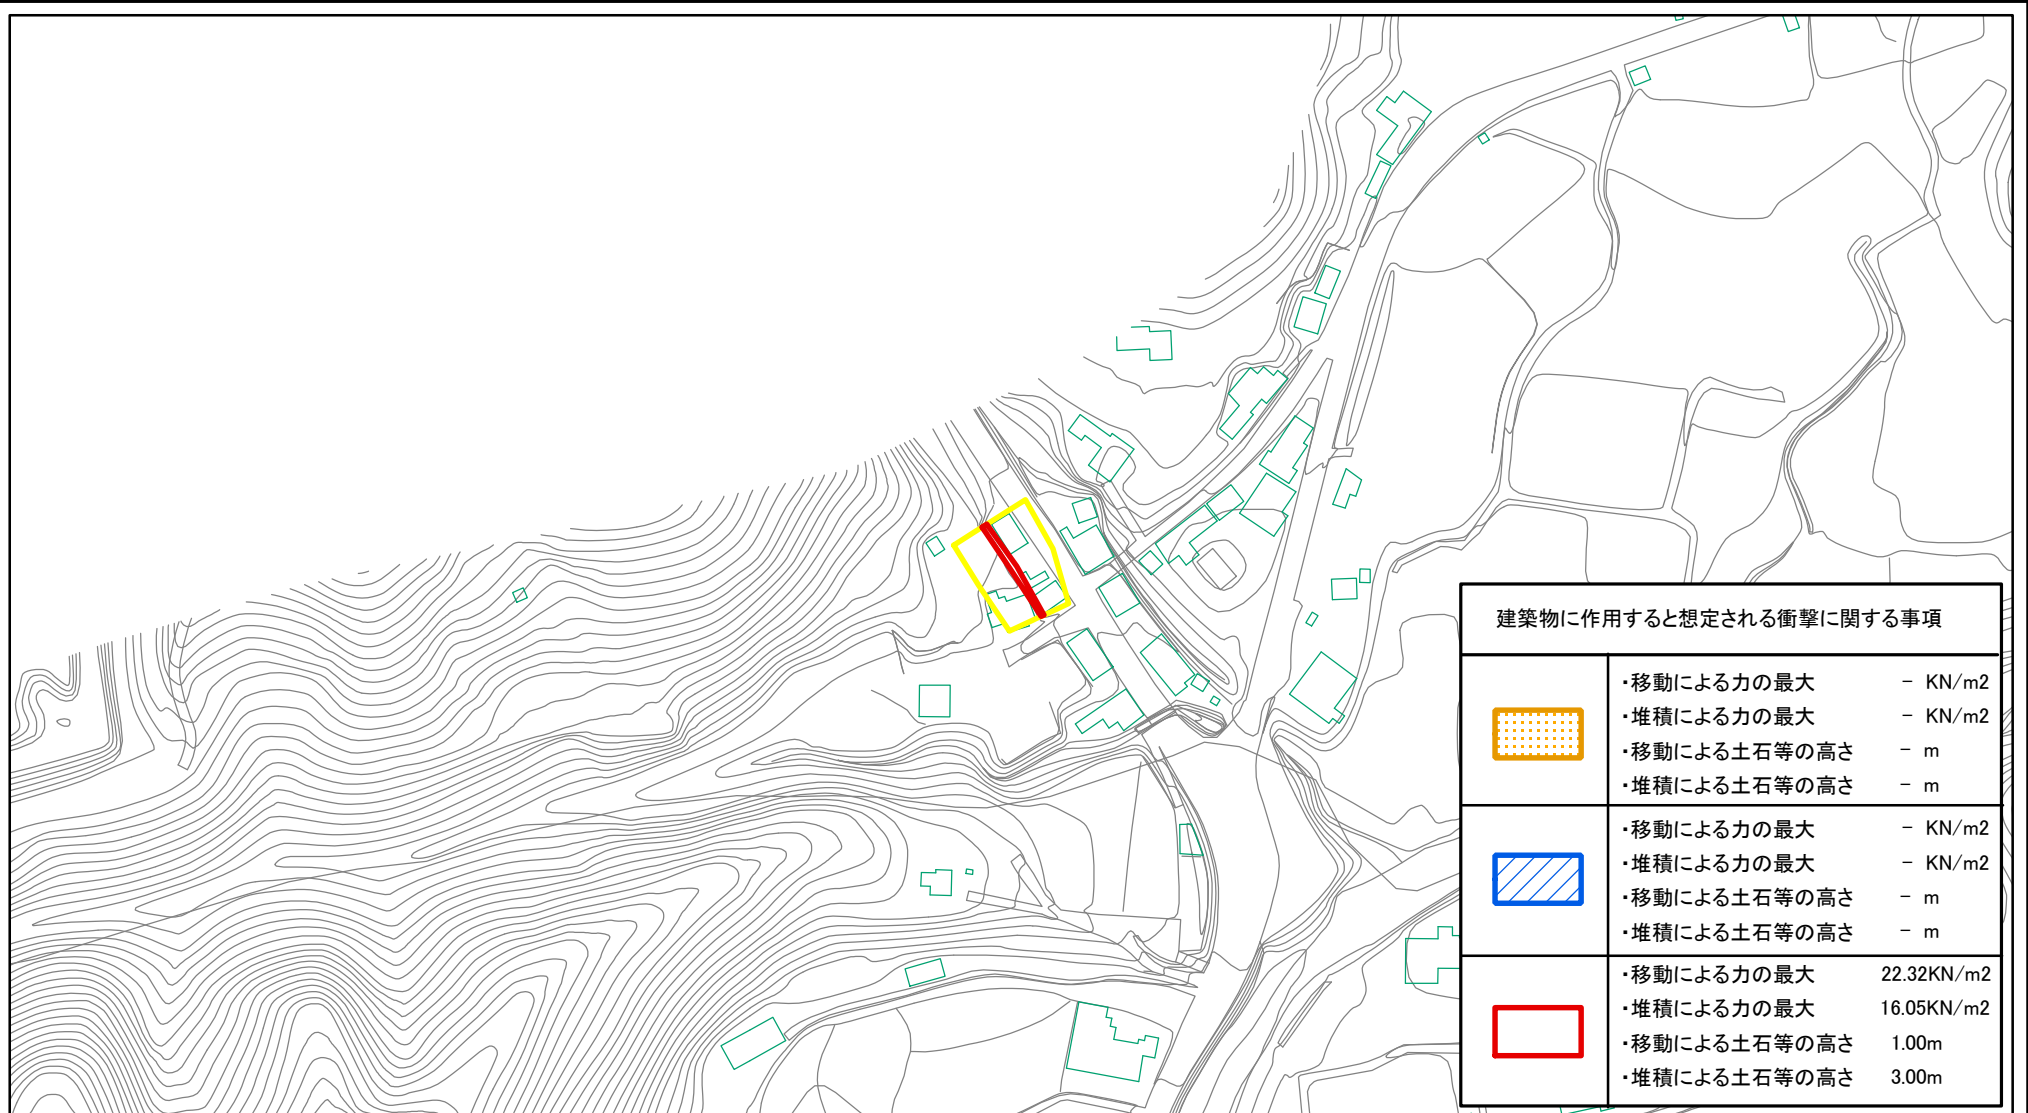 建築物に作用すると想定される衝撃に関する事項
・移動による力の最大 － KN/m2
・堆積による力の最大 － KN/m2
・移動による土石等の高さ － m
・堆積による土石等の高さ － m
・移動による力の最大 － KN/m2
・堆積による力の最大 － KN/m2
・移動による土石等の高さ － m
・堆積による土石等の高さ － m
・移動による力の最大 22.32KN/m2
・堆積による力の最大 16.05KN/m2
・移動による土石等の高さ 1.00m
・堆積による土石等の高さ 3.00m